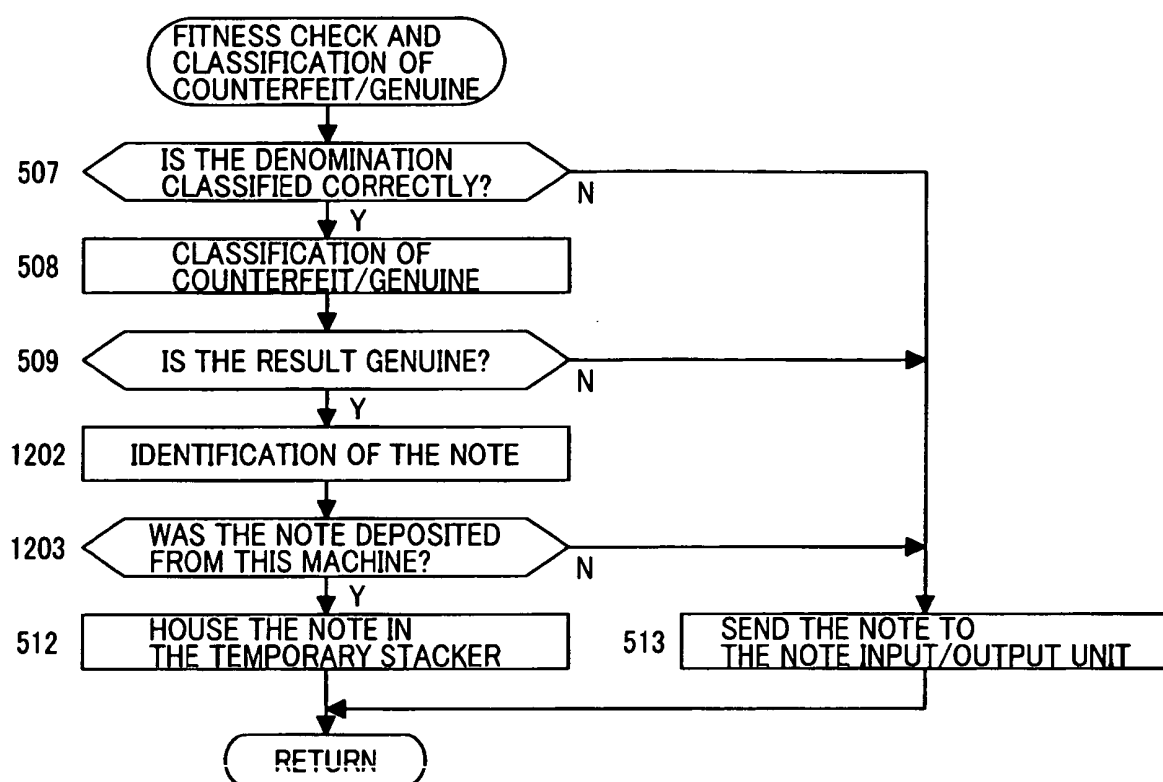 FITNESS CHECK AND
CLASSIFICATION OF
COUNTERFEIT/GENUINE
507
IS THE DENOMINATION
CLASSIFIED CORRECTLY?
N
Y
508
CLASSIFICATION OF
COUNTERFEIT/GENUINE
509
IS THE RESULT GENUINE?
N
Y
1202
IDENTIFICATION OF THE NOTE
1203
WAS THE NOTE DEPOSITED
FROM THIS MACHINE?
N
Y
512
HOUSE THE NOTE IN
THE TEMPORARY STACKER
513
SEND THE NOTE TO
THE NOTE INPUT/OUTPUT UNIT
RETURN